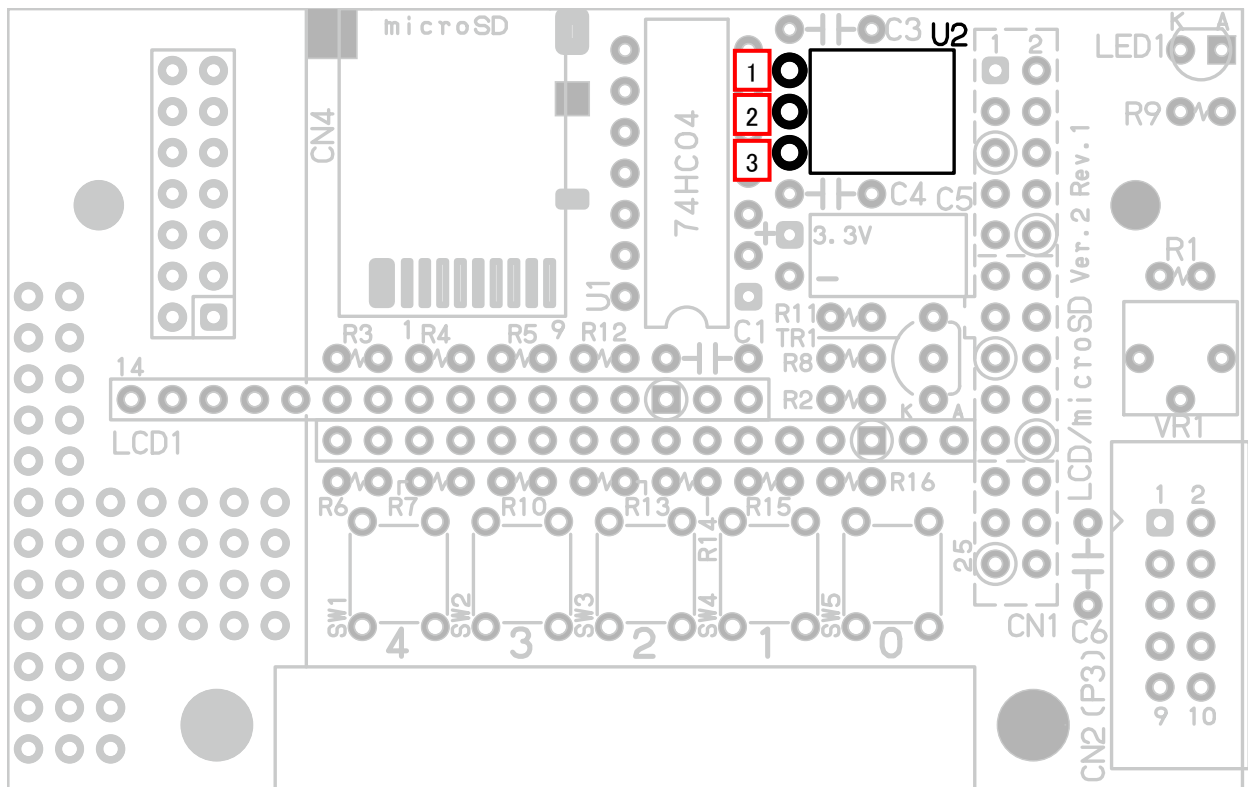 microSD
C3
U2
1 2
K A
LED1
1
2
3
R9
CN4
74HC04
C4 C5
+
3.3V
LCD/microSD Ver.2 Rev.1
R1
U1
R3 1 R4 R5 9 R12
C1
R11
TR1
R8
14
R2
K A
LCD1
VR1
R6 R7 R10 R13 R14 R15 R16
1 2
25
SW1 SW2 SW3 SW4 SW5
4 3 2 1 0
CN1 C6
CN2(P3)
9 10